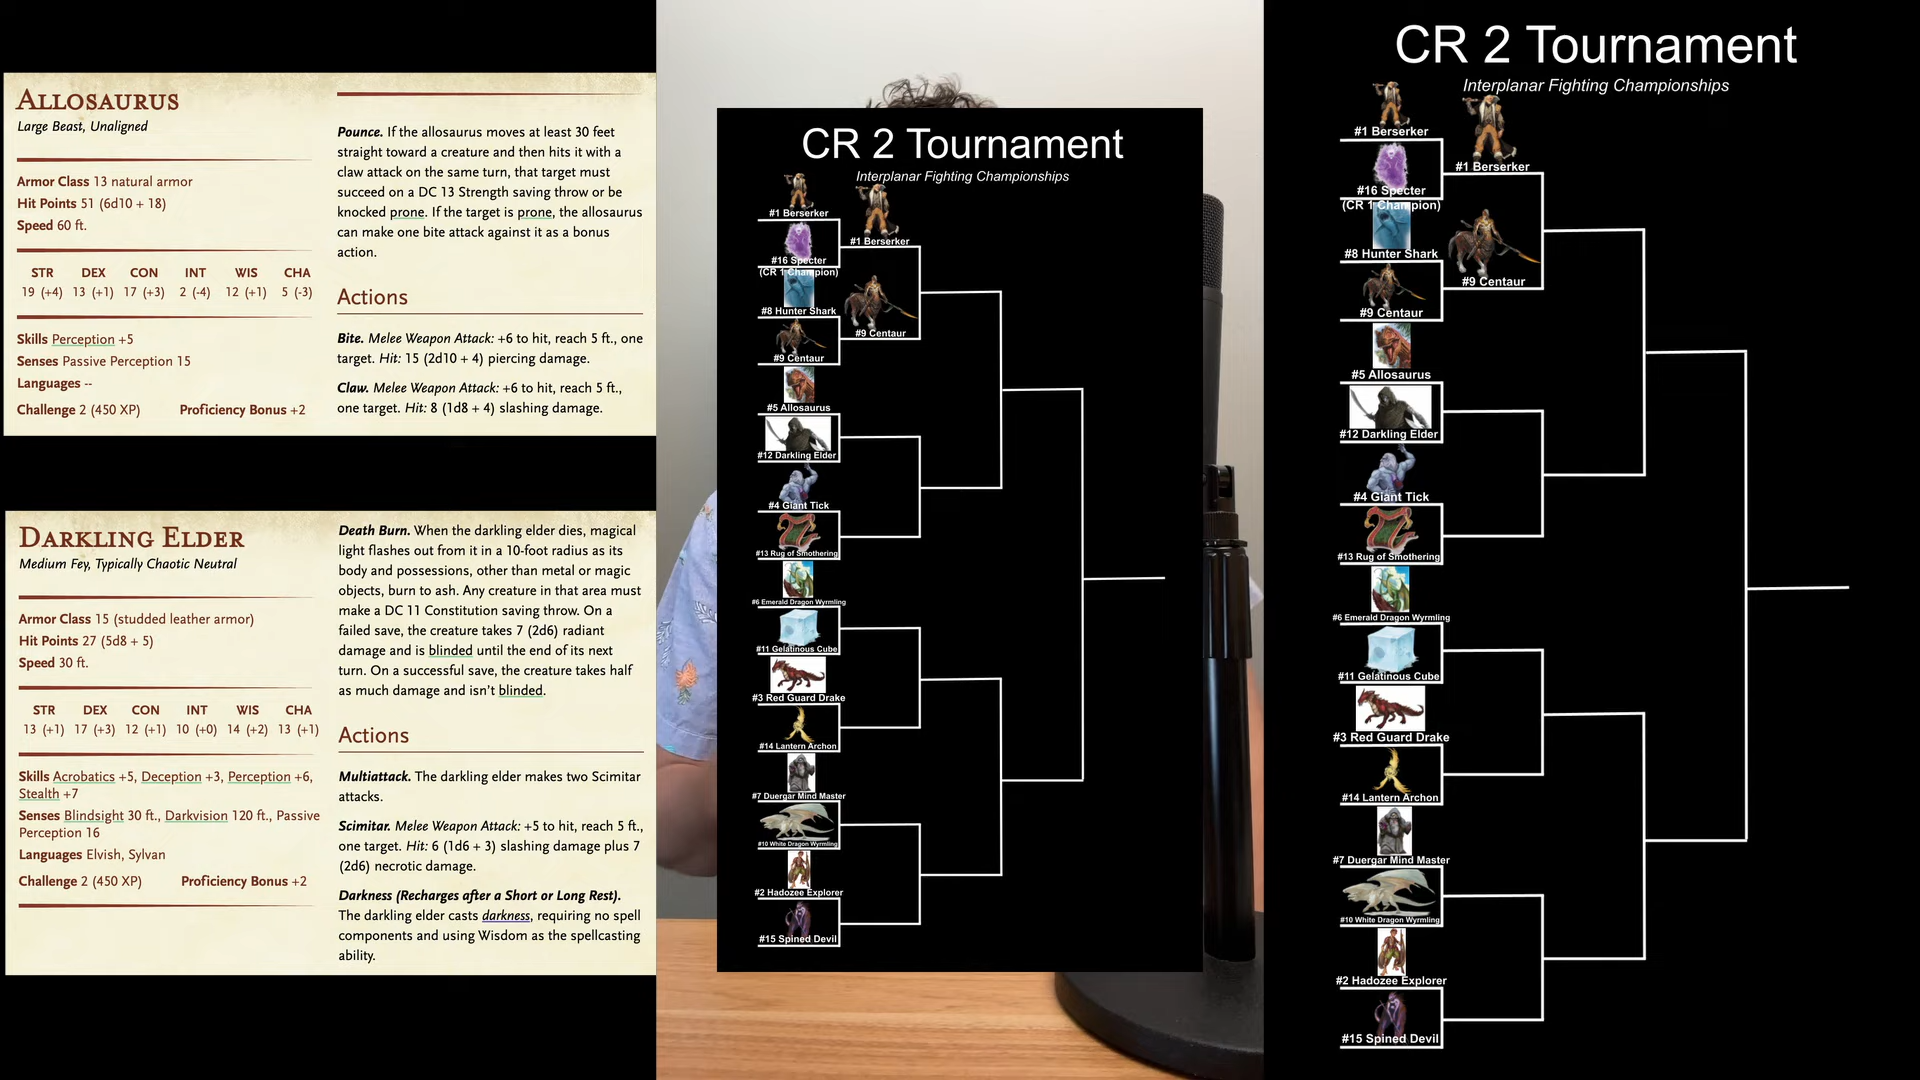 ALLOSAURUS
Large Beast, Unaligned
Armor Class 13 natural armor
Hit Points 51 (6d10 + 18)
Speed 60 ft.
STR DEX CON INT WIS CHA
19 (+4) 13 (+1) 17 (+3) 2 (-4) 12 (+1) 5 (-3)
Skills Perception +5
Senses Passive Perception 15
Languages --
Challenge 2 (450 XP) Proficiency Bonus +2
Pounce. If the allosaurus moves at least 30 feet
straight toward a creature and then hits it with a
claw attack on the same turn, that target must
succeed on a DC 13 Strength saving throw or be
knocked prone. If the target is prone, the allosaurus
can make one bite attack against it as a bonus
action.
Actions
Bite. Melee Weapon Attack: +6 to hit, reach 5 ft., one
target. Hit: 15 (2d10 + 4) piercing damage.
Claw. Melee Weapon Attack: +6 to hit, reach 5 ft.,
one target. Hit: 8 (1d8 + 4) slashing damage.
DARKLING ELDER
Medium Fey, Typically Chaotic Neutral
Armor Class 15 (studded leather armor)
Hit Points 27 (5d8 + 5)
Speed 30 ft.
STR DEX CON INT WIS CHA
13 (+1) 17 (+3) 12 (+1) 10 (+0) 14 (+2) 13 (+1)
Skills Acrobatics +5, Deception +3, Perception +6,
Stealth +7
Senses Blindsight 30 ft., Darkvision 120 ft., Passive
Perception 16
Languages Elvish, Sylvan
Challenge 2 (450 XP) Proficiency Bonus +2
Death Burn. When the darkling elder dies, magical
light flashes out from it in a 10-foot radius as its
body and possessions, other than metal or magic
objects, burn to ash. Any creature in that area must
make a DC 11 Constitution saving throw. On a
failed save, the creature takes 7 (2d6) radiant
damage and is blinded until the end of its next
turn. On a successful save, the creature takes half
as much damage and isn't blinded.
Actions
Multiattack. The darkling elder makes two Scimitar
attacks.
Scimitar. Melee Weapon Attack: +5 to hit, reach 5 ft.,
one target. Hit: 6 (1d6 + 3) slashing damage plus 7
(2d6) necrotic damage.
Darkness (Recharges after a Short or Long Rest).
The darkling elder casts darkness, requiring no spell
components and using Wisdom as the spellcasting
ability.
CR 2 Tournament
Interplanar Fighting Championships
#1 Berserker
#1 Berserker
#16 Specter
(CR 1 Champion)
#8 Hunter Shark
#9 Centaur
#9 Centaur
#5 Allosaurus
#12 Darkling Elder
#4 Giant Tick
#13 Rug of Smothering
#6 Emerald Dragon Wyrmling
#11 Gelatinous Cube
#3 Red Guard Drake
#14 Lantern Archon
#7 Duergar Mind Master
#10 White Dragon Wyrmling
#2 Hadozee Explorer
#15 Spined Devil
CR 2 Tournament
Interplanar Fighting Championships
#1 Berserker
#1 Berserker
#16 Specter
(CR 1 Champion)
#8 Hunter Shark
#9 Centaur
#9 Centaur
#5 Allosaurus
#12 Darkling Elder
#4 Giant Tick
#13 Rug of Smothering
#6 Emerald Dragon Wyrmling
#11 Gelatinous Cube
#3 Red Guard Drake
#14 Lantern Archon
#7 Duergar Mind Master
#10 White Dragon Wyrmling
#2 Hadozee Explorer
#15 Spined Devil